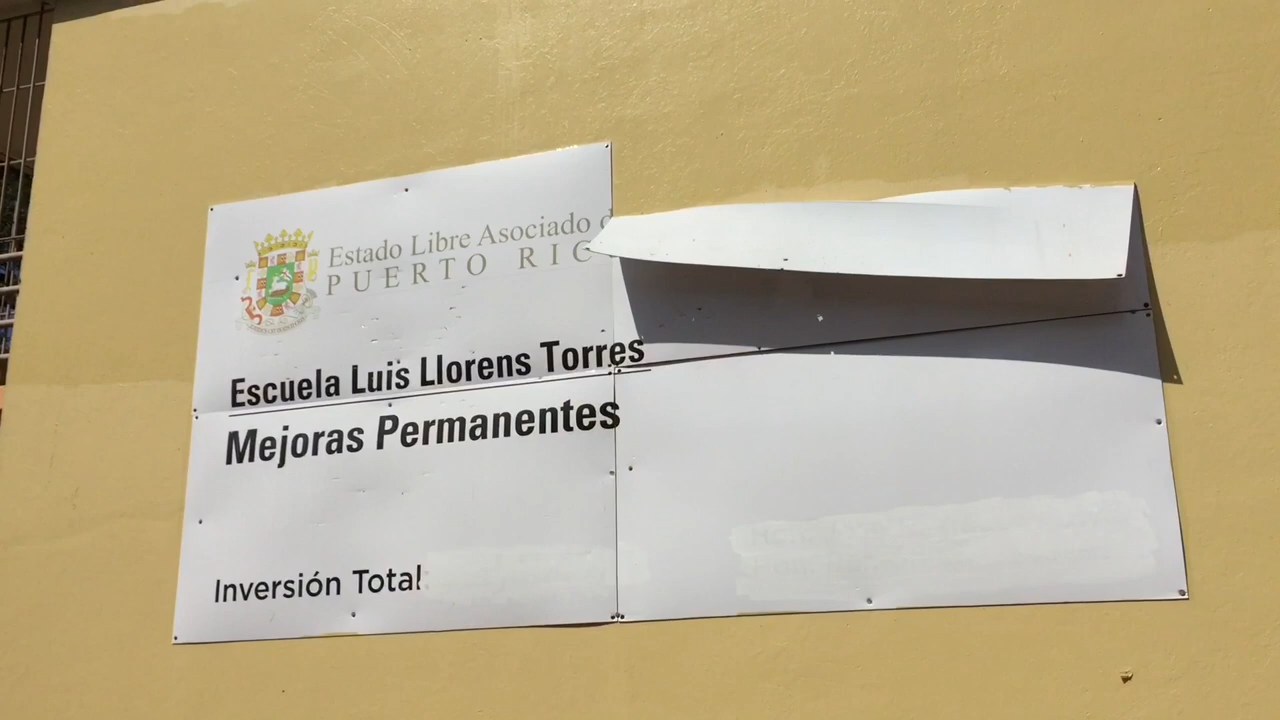 Estado Libre Asociado d
PUERTO RIC
Escuela Luis Llorens Torres
Mejoras Permanentes
Inversión Total